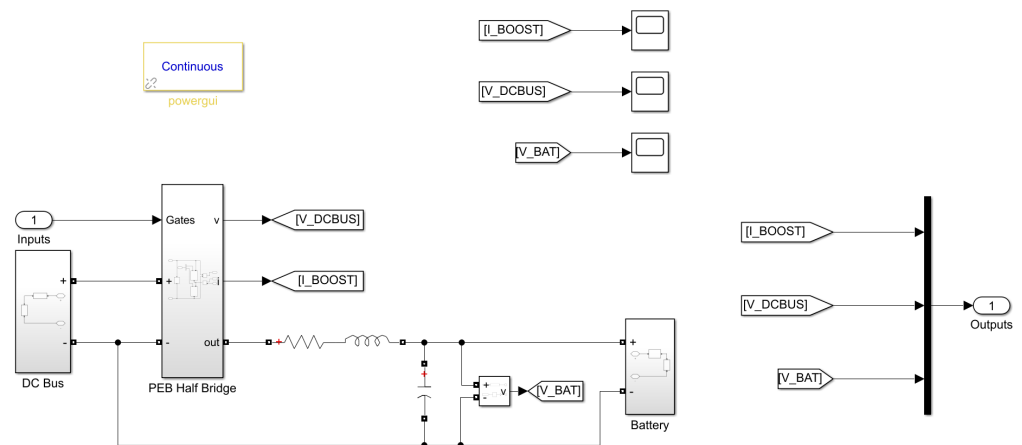 [I_BOOST]
Continuous
powergui
[V_DCBUS]
[V_BAT]
1
Inputs
Gates
v
[V_DCBUS]
[I_BOOST]
+
+
i
[I_BOOST]
-
-
out
+
DC Bus
PEB Half Bridge
+
+
-
v
[V_BAT]
+
-
Battery
[V_DCBUS]
1
Outputs
[V_BAT]